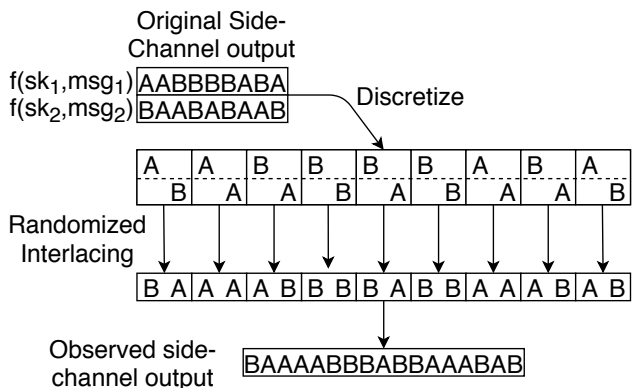 Original Side-
Channel output
f(sk1,msg1) AABBBBABA
f(sk2,msg2) BAABABAAB
Discretize
A A B B B B A B A
B A A B A B A A B
Randomized
Interlacing
B A A A A B B B B A B B A A A B A B
Observed side-
channel output
BAAAABBBABBAAABAB